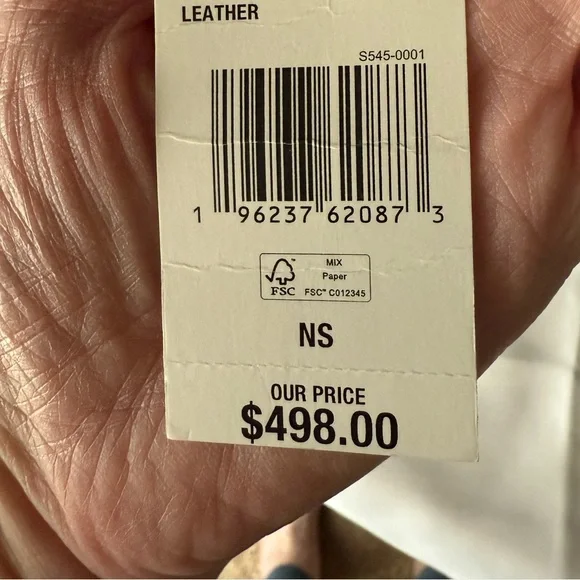 LEATHER
S545-0001
1 96237 62087 3
FSC
MIX
Paper
FSC™ C012345
NS
OUR PRICE
$498.00